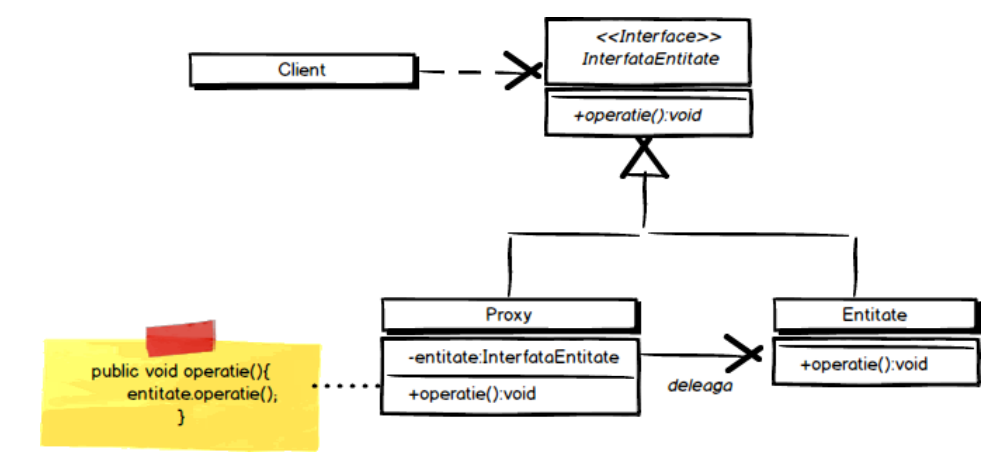 <<Interface>>
InterfataEntitate
Client
+operatie():void
Proxy
Entitate
-entitate:InterfataEntitate
+operatie():void
+operatie():void
deleaga
public void operatie(){
entitate.operatie();
}